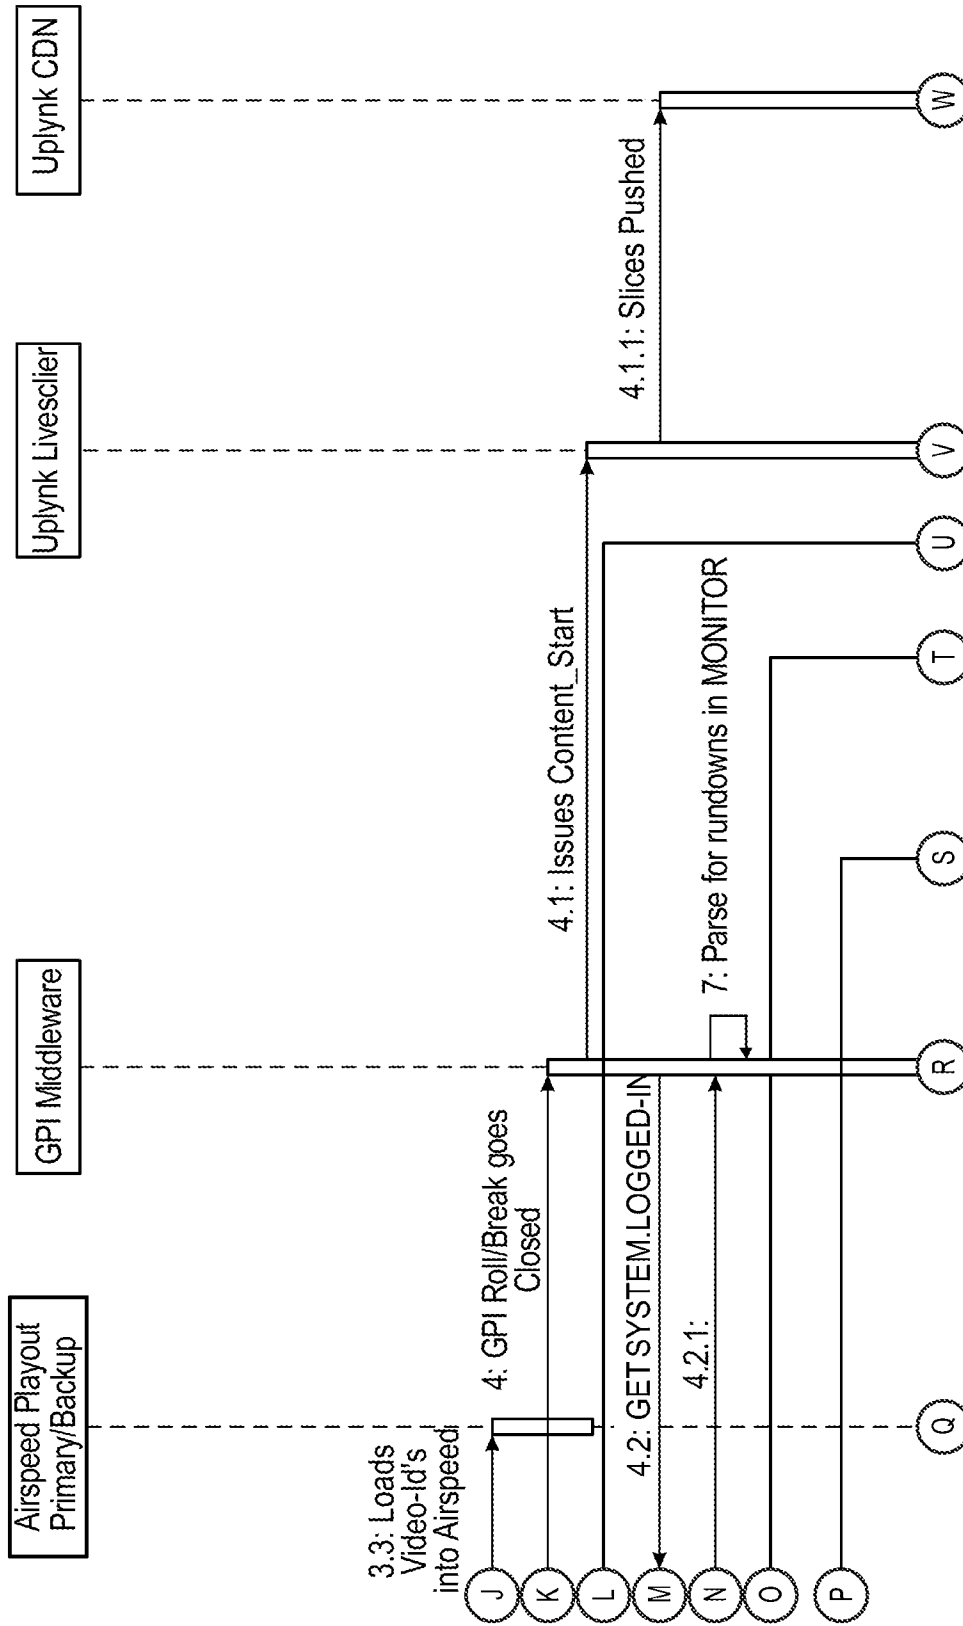 Airspeed Playout
Primary/Backup
GPI Middleware
Uplynk Livesclier
Uplynk CDN
3.3: Loads
Video-Id's
into Airspeed
4: GPI Roll/Break goes
Closed
4.1: Issues Content_Start
4.1.1: Slices Pushed
4.2: GET SYSTEM.LOGGED-IN
4.2.1:
7: Parse for rundowns in MONITOR
J
K
L
M
N
O
P
Q
R
S
T
U
V
W